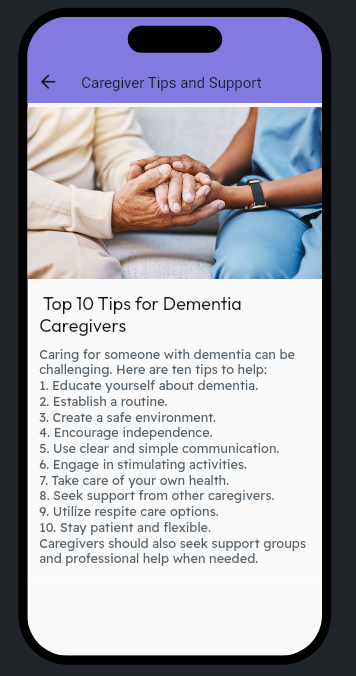 Caregiver Tips and Support
Top 10 Tips for Dementia
Caregivers
Caring for someone with dementia can be
challenging. Here are ten tips to help:
1. Educate yourself about dementia.
2. Establish a routine.
3. Create a safe environment.
4. Encourage independence.
5. Use clear and simple communication.
6. Engage in stimulating activities.
7. Take care of your own health.
8. Seek support from other caregivers.
9. Utilize respite care options.
10. Stay patient and flexible.
Caregivers should also seek support groups
and professional help when needed.